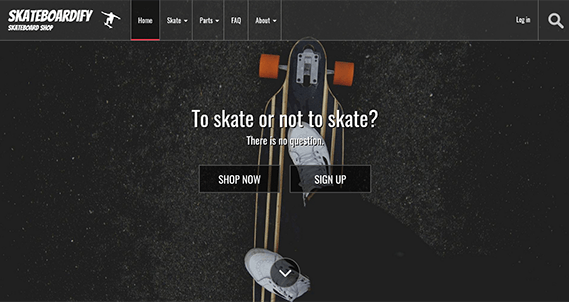 SKATEBOARDIFY
SKATEBOARD SHOP
Home Skate Parts FAQ About Log in
To skate or not to skate?
There is no question.
SHOP NOW SIGN UP